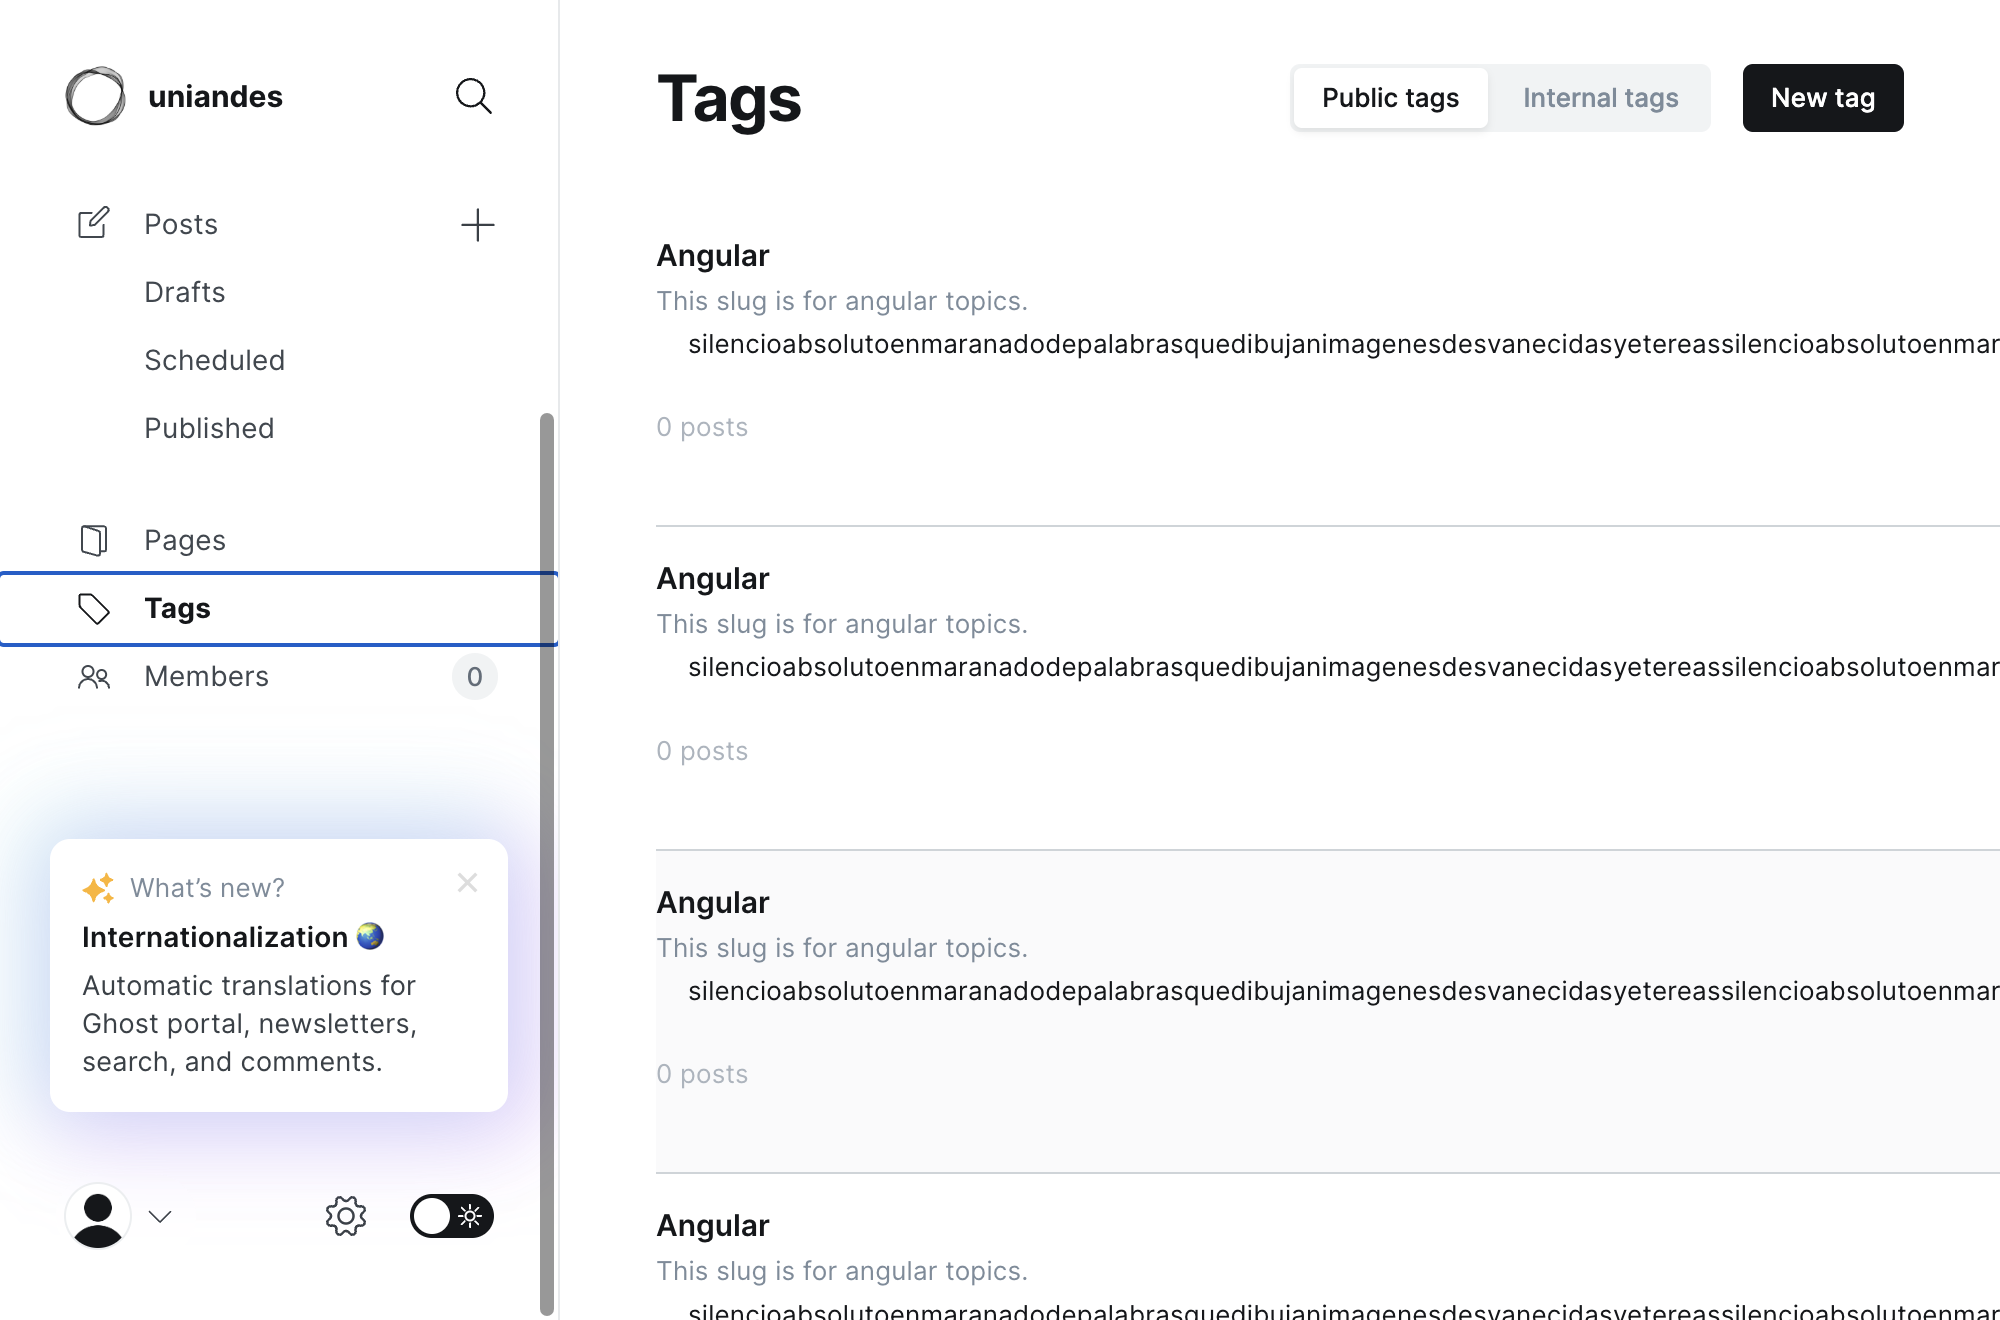 uniandes
Posts
Drafts
Scheduled
Published
Pages
Tags
Members
0
What's new?
Internationalization
Automatic translations for
Ghost portal, newsletters,
search, and comments.
Tags
Public tags
Internal tags
New tag
Angular
This slug is for angular topics.
silencioabsolutoenmaranadodepalabrasquedibujanimagenesdesvanecidasyetereassilencioabsolutoenmar
0 posts
Angular
This slug is for angular topics.
silencioabsolutoenmaranadodepalabrasquedibujanimagenesdesvanecidasyetereassilencioabsolutoenmar
0 posts
Angular
This slug is for angular topics.
silencioabsolutoenmaranadodepalabrasquedibujanimagenesdesvanecidasyetereassilencioabsolutoenmar
0 posts
Angular
This slug is for angular topics.
silencioabsolutoenmaranadodepalabrasquedibujanimagenesdesvanecidasyetereassilencioabsolutoenmar